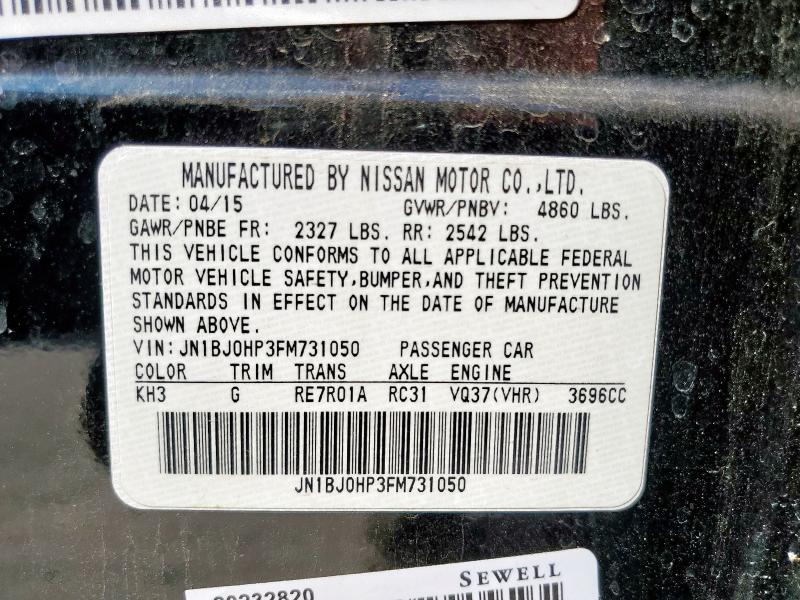 MANUFACTURED BY NISSAN MOTOR CO.,LTD.
DATE: 04/15 GVWR/PNBV: 4860 LBS.
GAWR/PNBE FR: 2327 LBS. RR: 2542 LBS.
THIS VEHICLE CONFORMS TO ALL APPLICABLE FEDERAL
MOTOR VEHICLE SAFETY,BUMPER,AND THEFT PREVENTION
STANDARDS IN EFFECT ON THE DATE OF MANUFACTURE
SHOWN ABOVE.
VIN: JN1BJ0HP3FM731050 PASSENGER CAR
COLOR TRIM TRANS AXLE ENGINE
KH3 G RE7R01A RC31 VQ37(VHR) 3696CC
JN1BJ0HP3FM731050
SEWELL